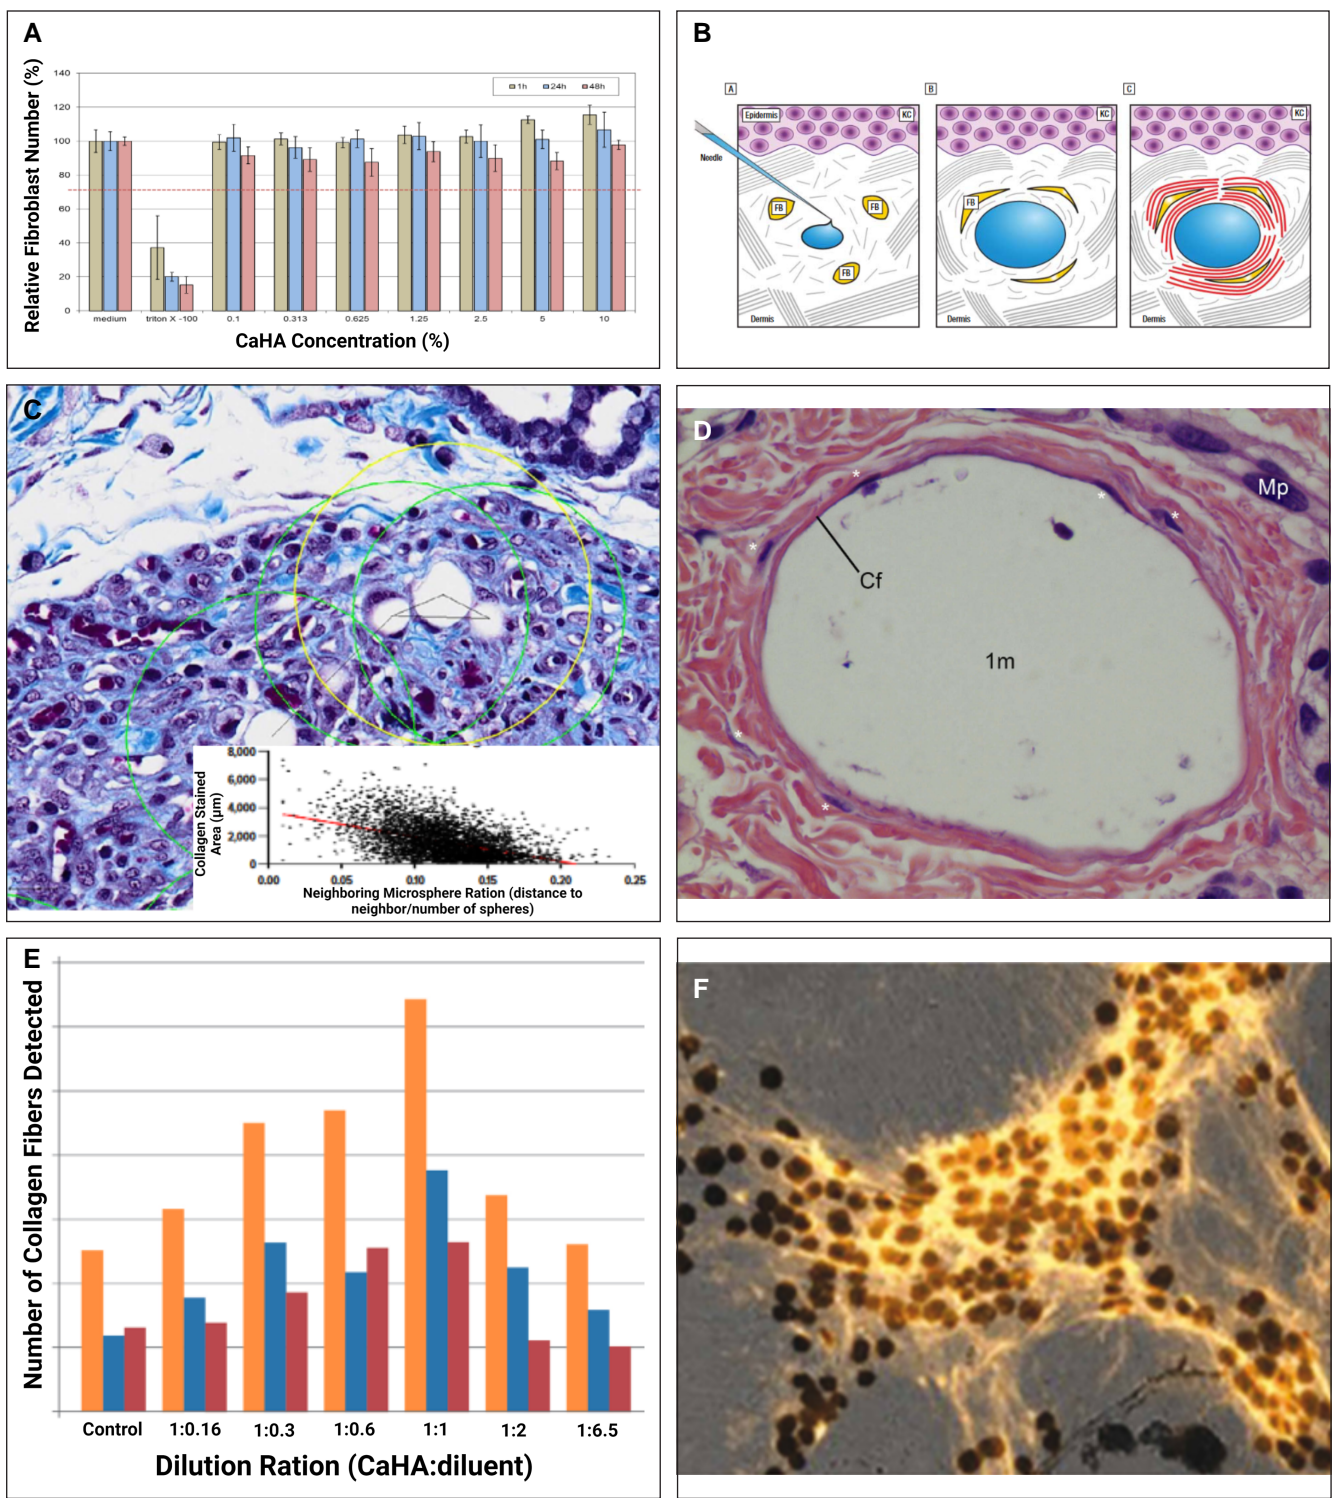 A
Relative Fibroblast Number (%)
140
120
100
80
60
40
20
0
1h 24h 48h
medium triton X -100 0.1 0.313 0.625 1.25 2.5 5 10
CaHA Concentration (%)
B
A B C
Epidermis KC KC KC
Needle
FB FB FB
FB
Dermis Dermis Dermis
C
Collagen Stained
Area (µm)
8,000
6,000
4,000
2,000
0
0.00 0.05 0.10 0.15 0.20 0.25
Neighboring Microsphere Ration (distance to
neighbor/number of spheres)
D
Mp
* * * * * *
Cf
1m
E
Number of Collagen Fibers Detected
Control 1:0.16 1:0.3 1:0.6 1:1 1:2 1:6.5
Dilution Ration (CaHA:diluent)
F